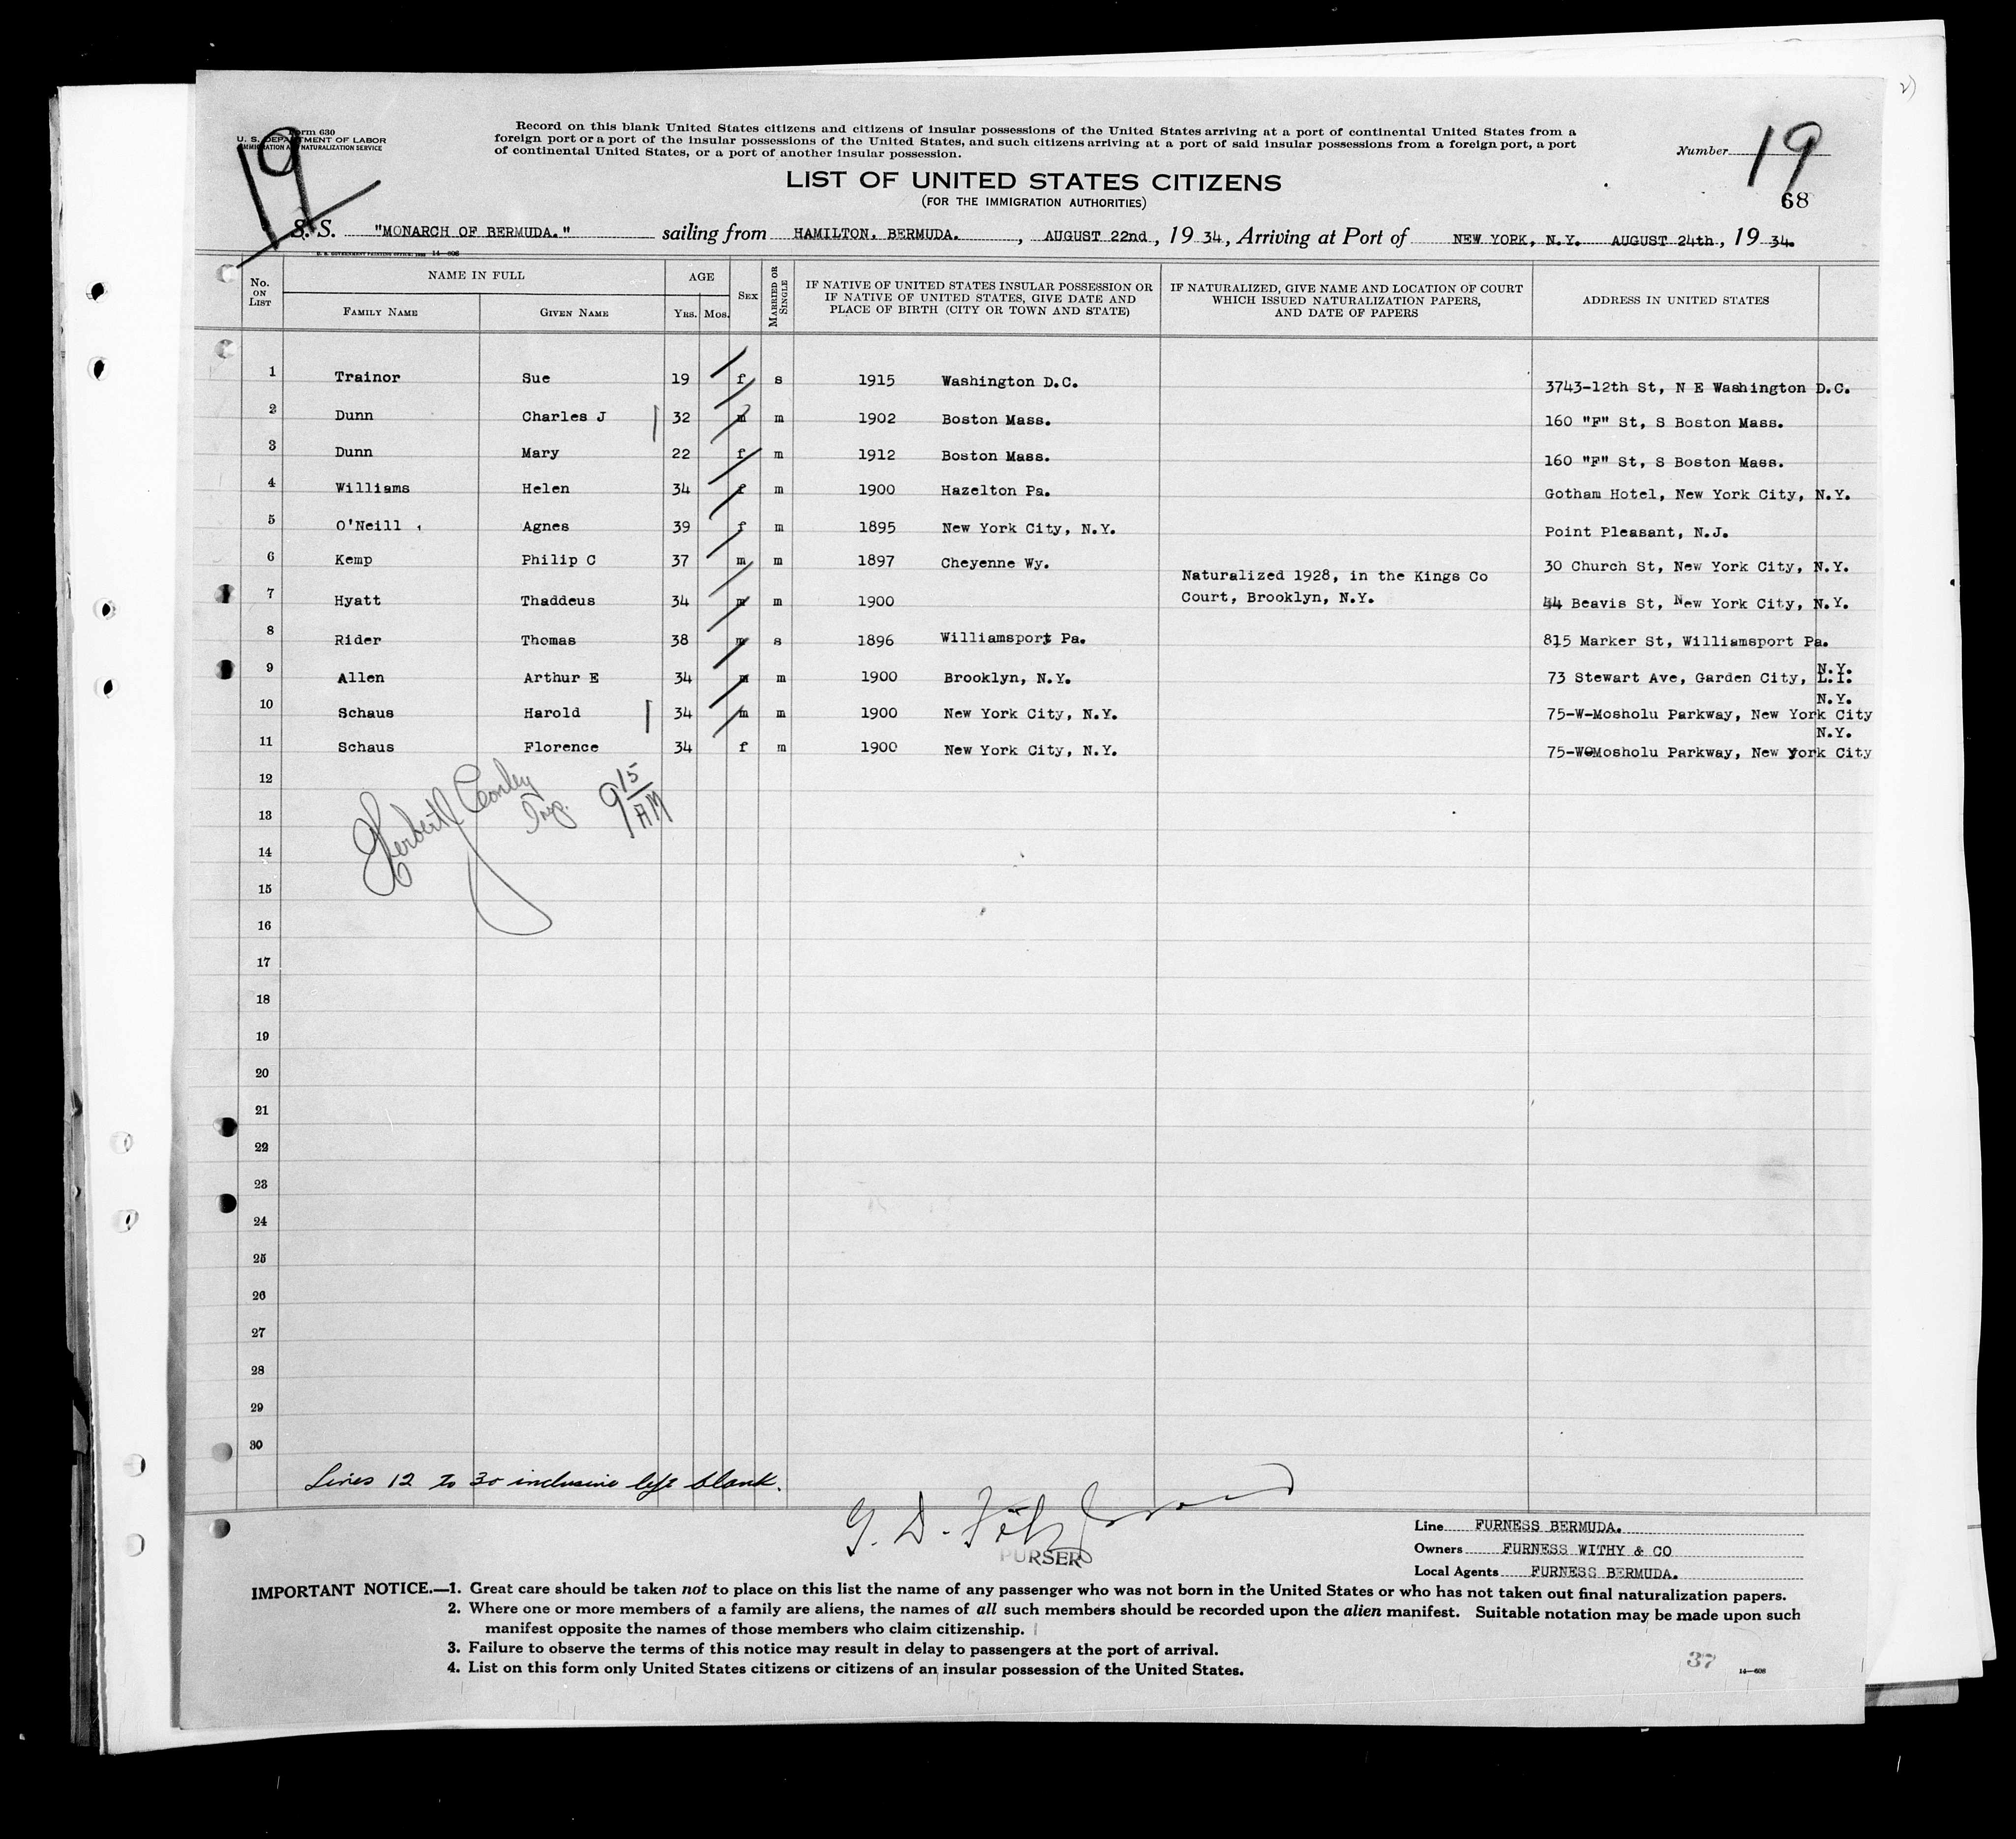 Form 630
U. S. DEPARTMENT OF LABOR
IMMIGRATION AND NATURALIZATION SERVICE
19
Record on this blank United States citizens and citizens of insular possessions of the United States arriving at a port of continental United States from a
foreign port or a port of the insular possessions of the United States, and such citizens arriving at a port of said insular possessions from a foreign port, a port
of continental United States, or a port of another insular possession.
Number 19
68
LIST OF UNITED STATES CITIZENS
(FOR THE IMMIGRATION AUTHORITIES)
S. S. "MONARCH OF BERMUDA." sailing from HAMILTON. BERMUDA. , AUGUST 22nd , 19 34, Arriving at Port of NEW YORK, N.Y. AUGUST 24th , 19 34.
U. S. GOVERNMENT PRINTING OFFICE: 14—608
No. ON LIST
NAME IN FULL
FAMILY NAME
GIVEN NAME
AGE
YRS. MOS.
SEX
MARRIED OR SINGLE
IF NATIVE OF UNITED STATES INSULAR POSSESSION OR
IF NATIVE OF UNITED STATES, GIVE DATE AND
PLACE OF BIRTH (CITY OR TOWN AND STATE)
IF NATURALIZED, GIVE NAME AND LOCATION OF COURT
WHICH ISSUED NATURALIZATION PAPERS,
AND DATE OF PAPERS
ADDRESS IN UNITED STATES
1 Trainor Sue 19 f s 1915 Washington D.C. 3743-12th St, N E Washington D.C.
2 Dunn Charles J 32 m m 1902 Boston Mass. 160 "F" St, S Boston Mass.
3 Dunn Mary 22 f m 1912 Boston Mass. 160 "F" St, S Boston Mass.
4 Williams Helen 34 f m 1900 Hazelton Pa. Gotham Hotel, New York City, N.Y.
5 O'Neill Agnes 39 f m 1895 New York City, N.Y. Point Pleasant, N.J.
6 Kemp Philip C 37 m m 1897 Cheyenne Wy. 30 Church St, New York City, N.Y.
Naturalized 1928, in the Kings Co
7 Hyatt Thaddeus 34 m m 1900 Court, Brooklyn, N.Y. 44 Beavis St, New York City, N.Y.
8 Rider Thomas 38 m s 1896 Williamsport Pa. 815 Marker St, Williamsport Pa.
N.Y.
9 Allen Arthur E 34 m m 1900 Brooklyn, N.Y. 73 Stewart Ave, Garden City, L.I.
N.Y.
10 Schaus Harold 34 m m 1900 New York City, N.Y. 75-W-Mosholu Parkway, New York City
N.Y.
11 Schaus Florence 34 f m 1900 New York City, N.Y. 75-W-Mosholu Parkway, New York City
12
Herbert J Conley
Insp.
9 15 AM
13
14
15
16
17
18
19
20
21
22
23
24
25
26
27
28
29
30
Lines 12 to 30 inclusive left blank.
PURSER
Line FURNESS BERMUDA.
Owners FURNESS WITHY & CO
Local Agents FURNESS BERMUDA.
IMPORTANT NOTICE.—1. Great care should be taken not to place on this list the name of any passenger who was not born in the United States or who has not taken out final naturalization papers.
2. Where one or more members of a family are aliens, the names of all such members should be recorded upon the alien manifest. Suitable notation may be made upon such
manifest opposite the names of those members who claim citizenship.
3. Failure to observe the terms of this notice may result in delay to passengers at the port of arrival.
4. List on this form only United States citizens or citizens of an insular possession of the United States.
37
14—608